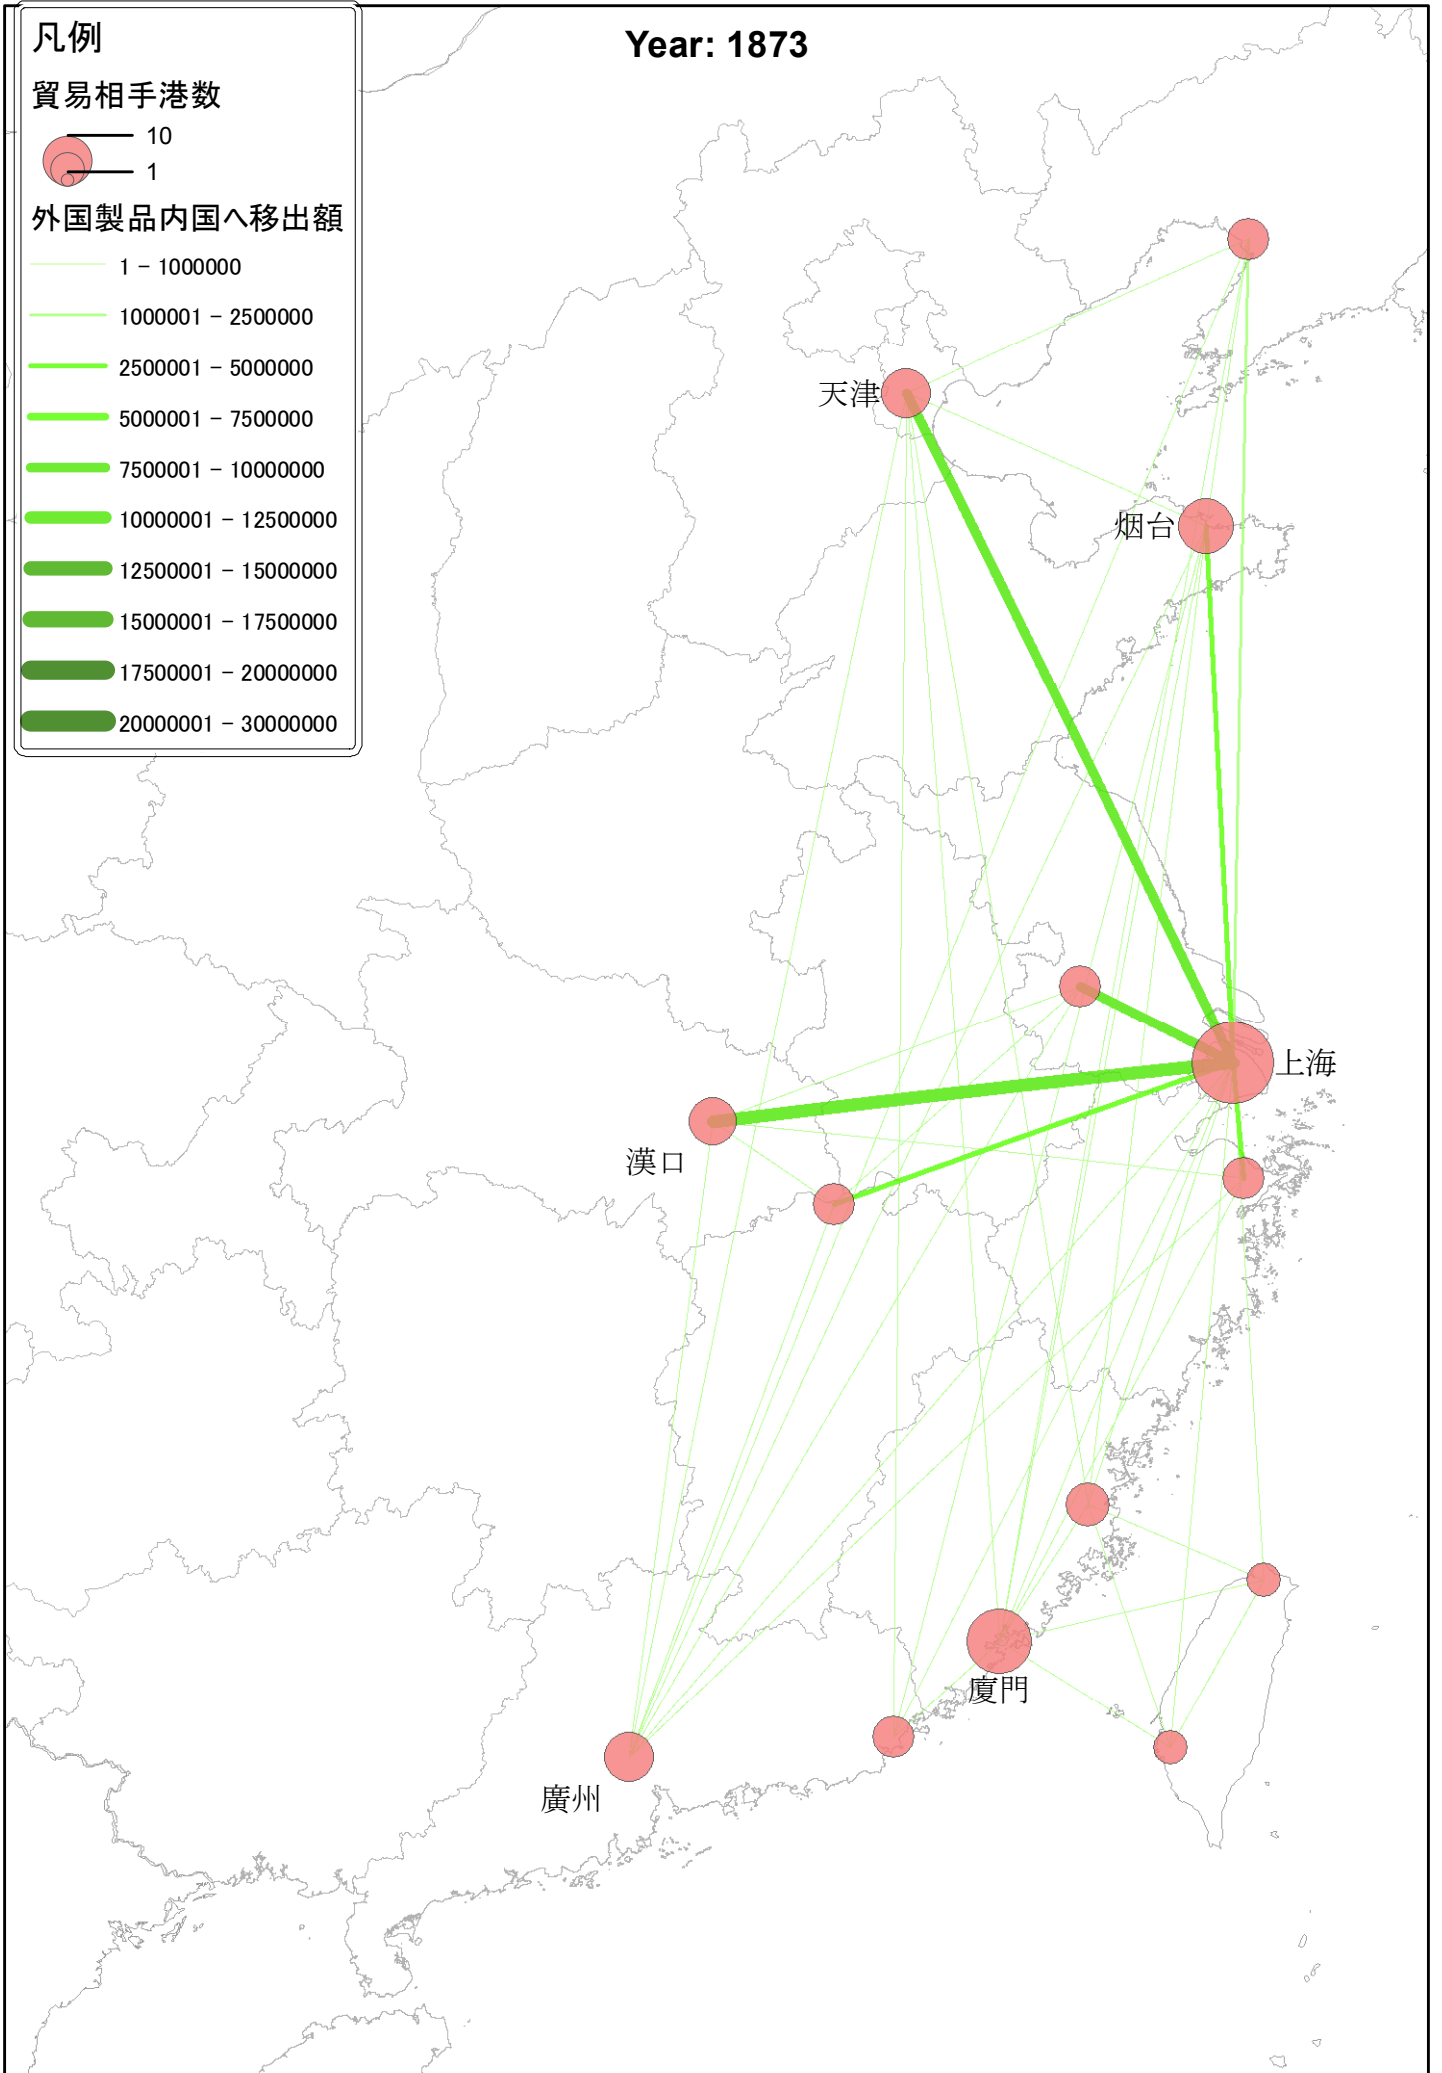 Year: 1873
凡例
貿易相手港数
10
1
外国製品内国へ移出額
1 - 1000000
1000001 - 2500000
2500001 - 5000000
5000001 - 7500000
7500001 - 10000000
10000001 - 12500000
12500001 - 15000000
15000001 - 17500000
17500001 - 20000000
20000001 - 30000000
天津
烟台
上海
漢口
廈門
廣州